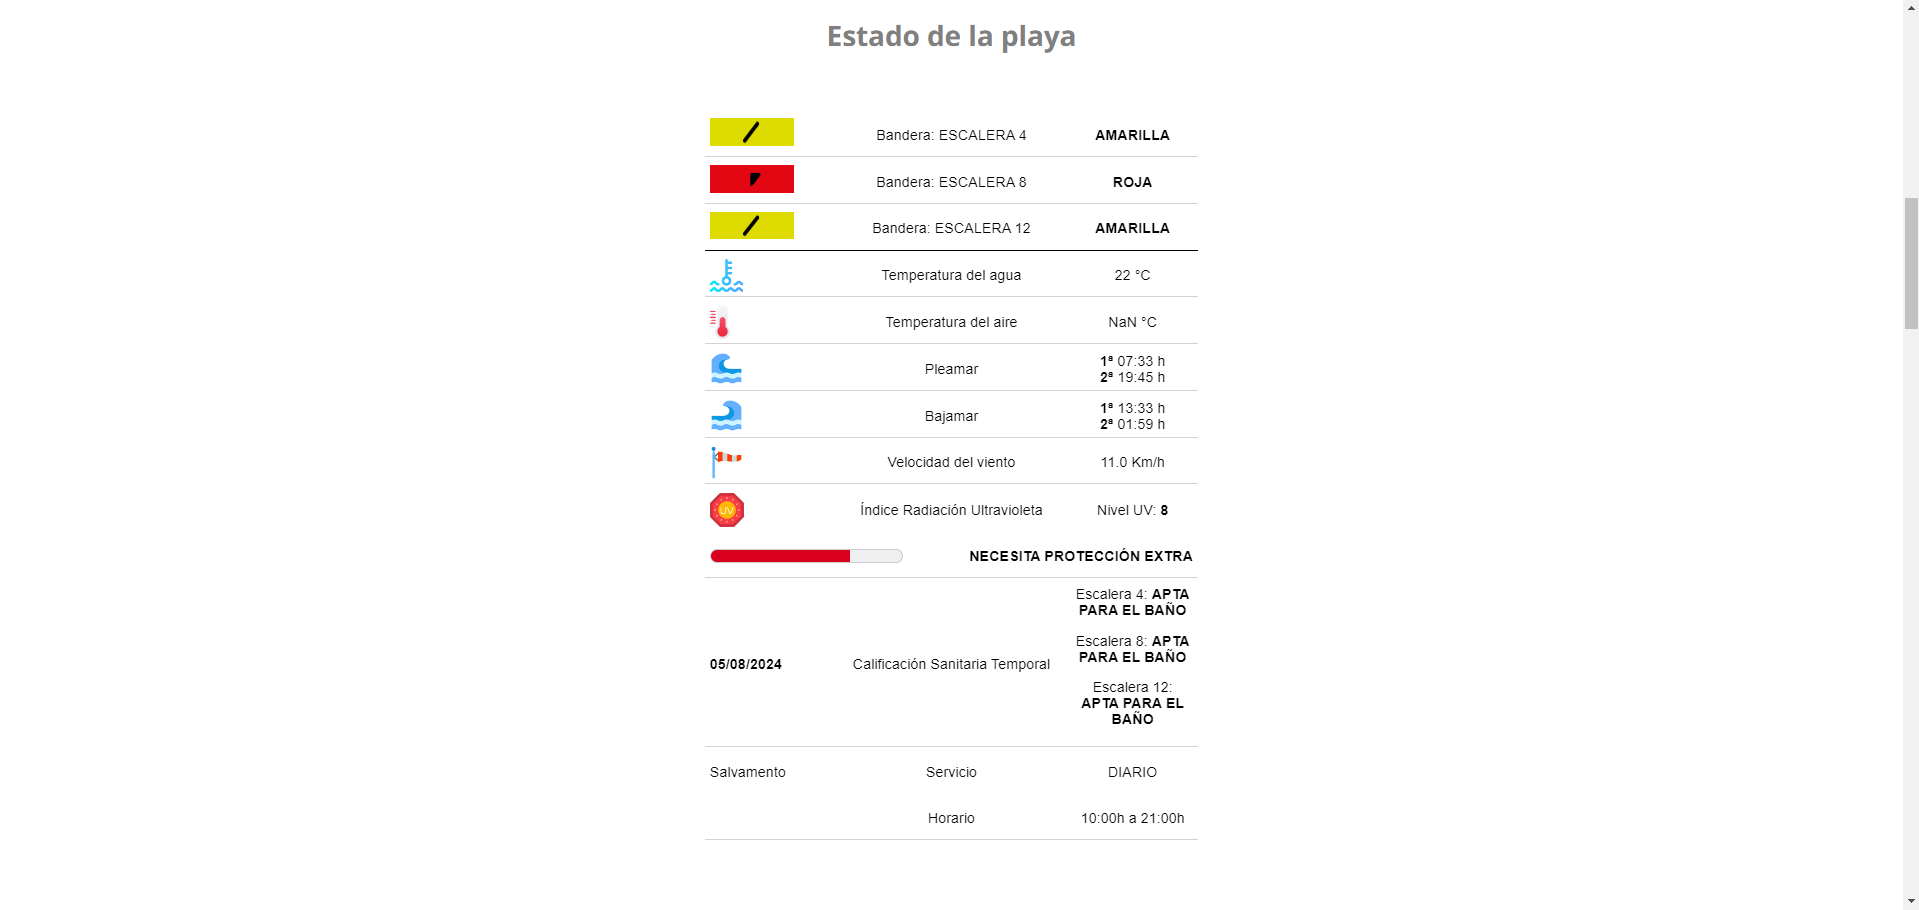 Estado de la playa
Bandera: ESCALERA 4 AMARILLA
Bandera: ESCALERA 8 ROJA
Bandera: ESCALERA 12 AMARILLA
Temperatura del agua 22 °C
Temperatura del aire NaN °C
Pleamar 1ª 07:33 h
2ª 19:45 h
Bajamar 1ª 13:33 h
2ª 01:59 h
Velocidad del viento 11.0 Km/h
UV Índice Radiación Ultravioleta Nivel UV: 8
NECESITA PROTECCIÓN EXTRA
05/08/2024 Calificación Sanitaria Temporal
Escalera 4: APTA
PARA EL BAÑO
Escalera 8: APTA
PARA EL BAÑO
Escalera 12:
APTA PARA EL
BAÑO
Salvamento Servicio DIARIO
Horario 10:00h a 21:00h